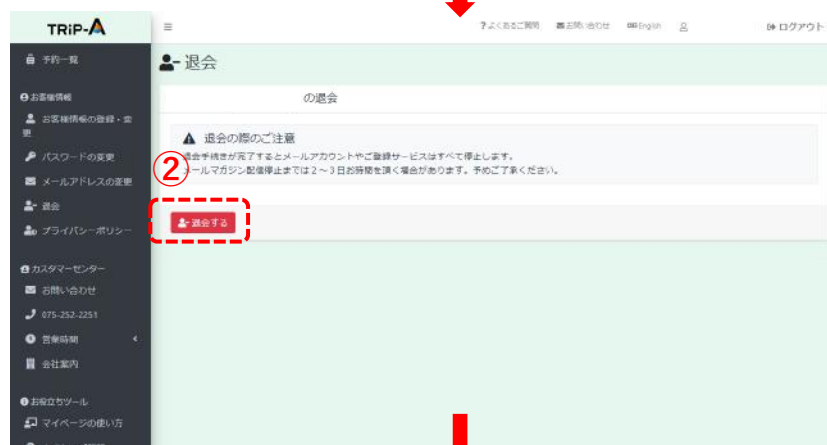 TRiP-A
?よくあるご質問 お問い合わせ English ログアウト
予約一覧
退会
お客様情報
の退会
お客様情報の登録・変更
退会の際のご注意
パスワードの変更
②
退会手続きが完了するとメールアカウントやご登録サービスはすべて停止します。
メールマガジン配信停止までは2~3日お時間を頂く場合があります。予めご了承ください。
メールアドレスの変更
退会
退会する
プライバシーポリシー
カスタマーセンター
お問い合わせ
075-252-2251
営業時間
会社案内
お役立ちツール
マイページの使い方